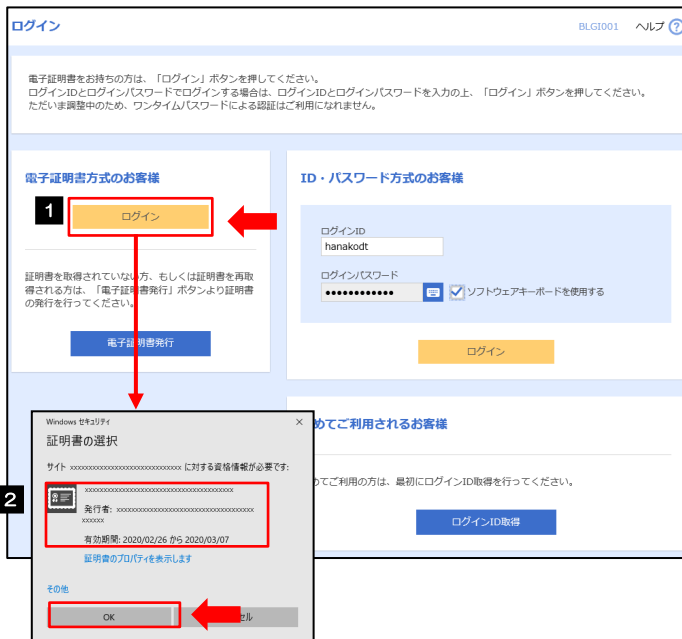 ログイン
BLGI001 ヘルプ ?
電子証明書をお持ちの方は、「ログイン」ボタンを押してください。
ログインIDとログインパスワードでログインする場合は、ログインIDとログインパスワードを入力の上、「ログイン」ボタンを押してください。
ただいま調整中のため、ワンタイムパスワードによる認証はご利用になれません。
電子証明書方式のお客様
1
ログイン
証明書を取得されていない方、もしくは証明書を再取
得される方は、「電子証明書発行」ボタンより証明書
の発行を行ってください。
電子証明書発行
ID・パスワード方式のお客様
ログインID
hanakodt
ログインパスワード
••••••••••••
ソフトウェアキーボードを使用する
ログイン
めてご利用されるお客様
めてご利用の方は、最初にログインID取得を行ってください。
ログインID取得
2
Windows セキュリティ
×
証明書の選択
サイト xxxxxxxxxxxxxxxxxxxxxxxxxxxx に対する資格情報が必要です:
xxxxxxxxxxxxxxxxxxxxxxxxxxxxxxxxxxxxxx
発行者: xxxxxxxxxxxxxxxxxxxxxxxxxxxxxxxxxxx
xxxxxx
有効期間: 2020/02/26 から 2020/03/07
証明書のプロパティを表示します
その他
OK
セル